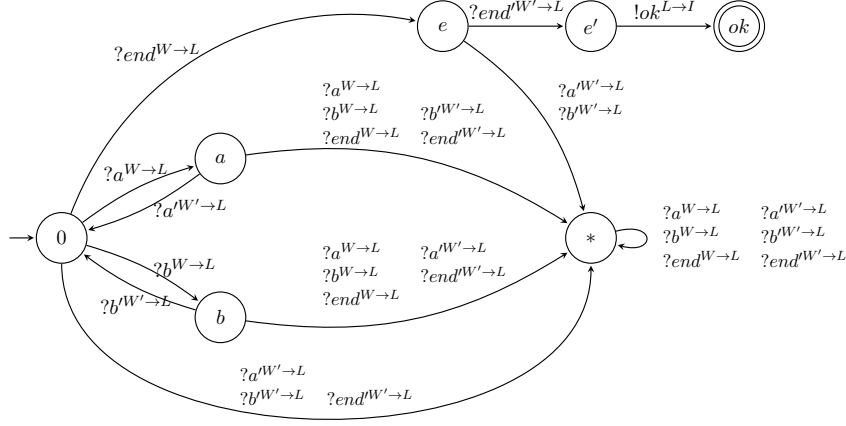 e
?end′^{W′→L}
e′
!ok^{L→I}
ok
?end^{W→L}
?a^{W→L}
?b^{W→L} ?b′^{W′→L}
?end^{W→L} ?end′^{W′→L}
?a′^{W′→L}
?b′^{W′→L}
a
?a^{W→L}
?a′^{W′→L}
0
*
?a^{W→L} ?a′^{W′→L}
?b^{W→L} ?b′^{W′→L}
?end^{W→L} ?end′^{W′→L}
?b^{W→L}
?b′^{W′→L}
b
?a^{W→L} ?a′^{W′→L}
?b^{W→L} ?end′^{W′→L}
?end^{W→L}
?a′^{W′→L}
?b′^{W′→L} ?end′^{W′→L}